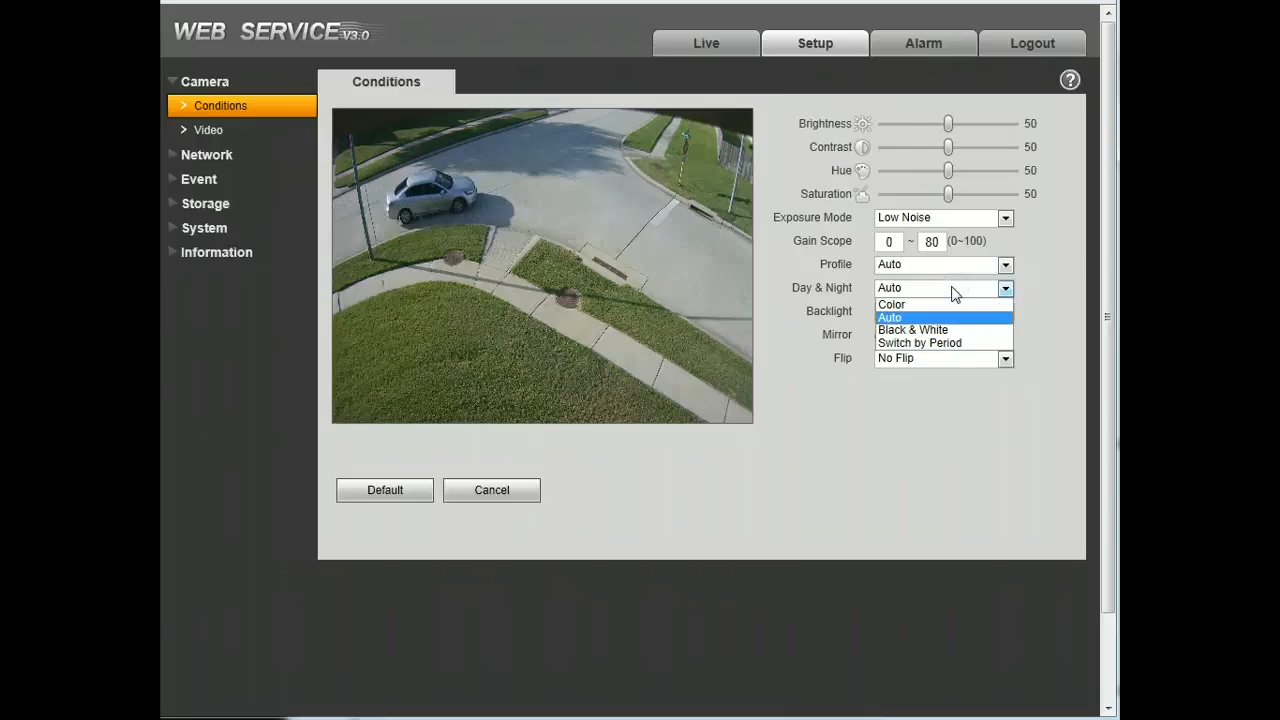 WEB SERVICE V3.0
Live
Setup
Alarm
Logout
Camera
Conditions
Video
Network
Event
Storage
System
Information
Conditions
?
Brightness 50
Contrast 50
Hue 50
Saturation 50
Exposure Mode Low Noise
Gain Scope 0 ~ 80 (0~100)
Profile Auto
Day & Night Auto
Color
Auto
Black & White
Switch by Period
Backlight
Mirror
Flip No Flip
Default
Cancel